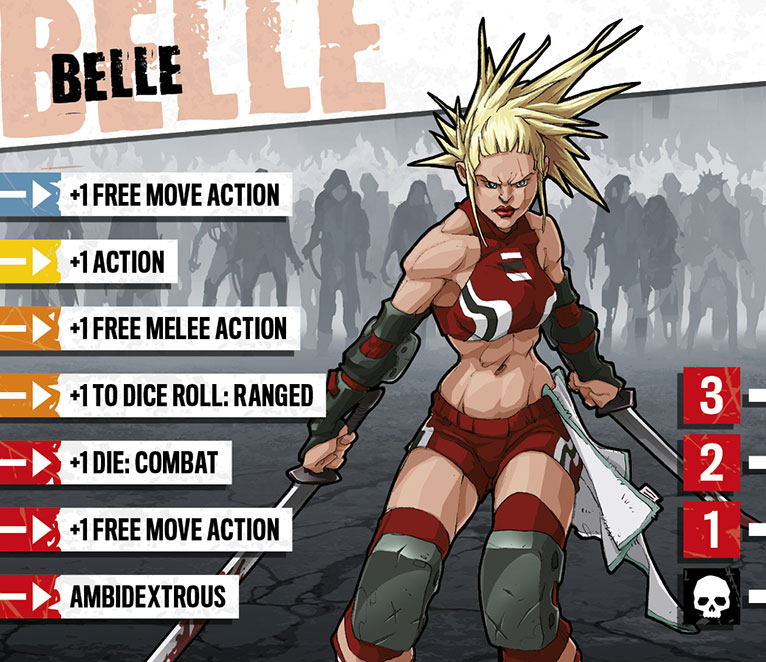 BELLE
BELLE
+1 FREE MOVE ACTION
+1 ACTION
+1 FREE MELEE ACTION
+1 TO DICE ROLL: RANGED
+1 DIE: COMBAT
+1 FREE MOVE ACTION
AMBIDEXTROUS
3
2
1